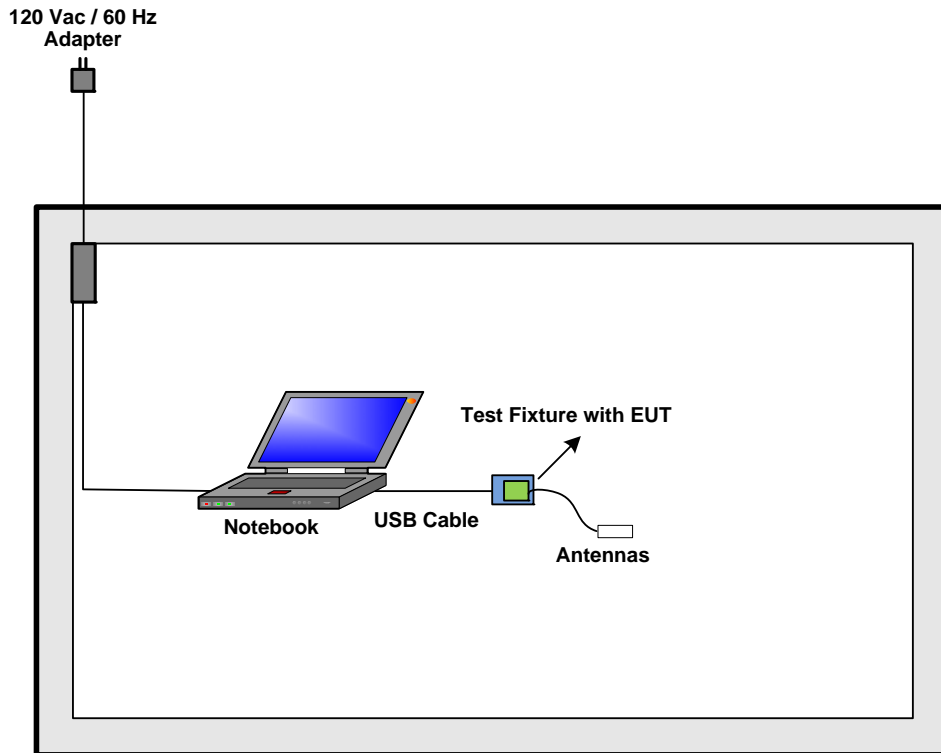 120 Vac / 60 Hz
Adapter
Test Fixture with EUT
Notebook
USB Cable
Antennas